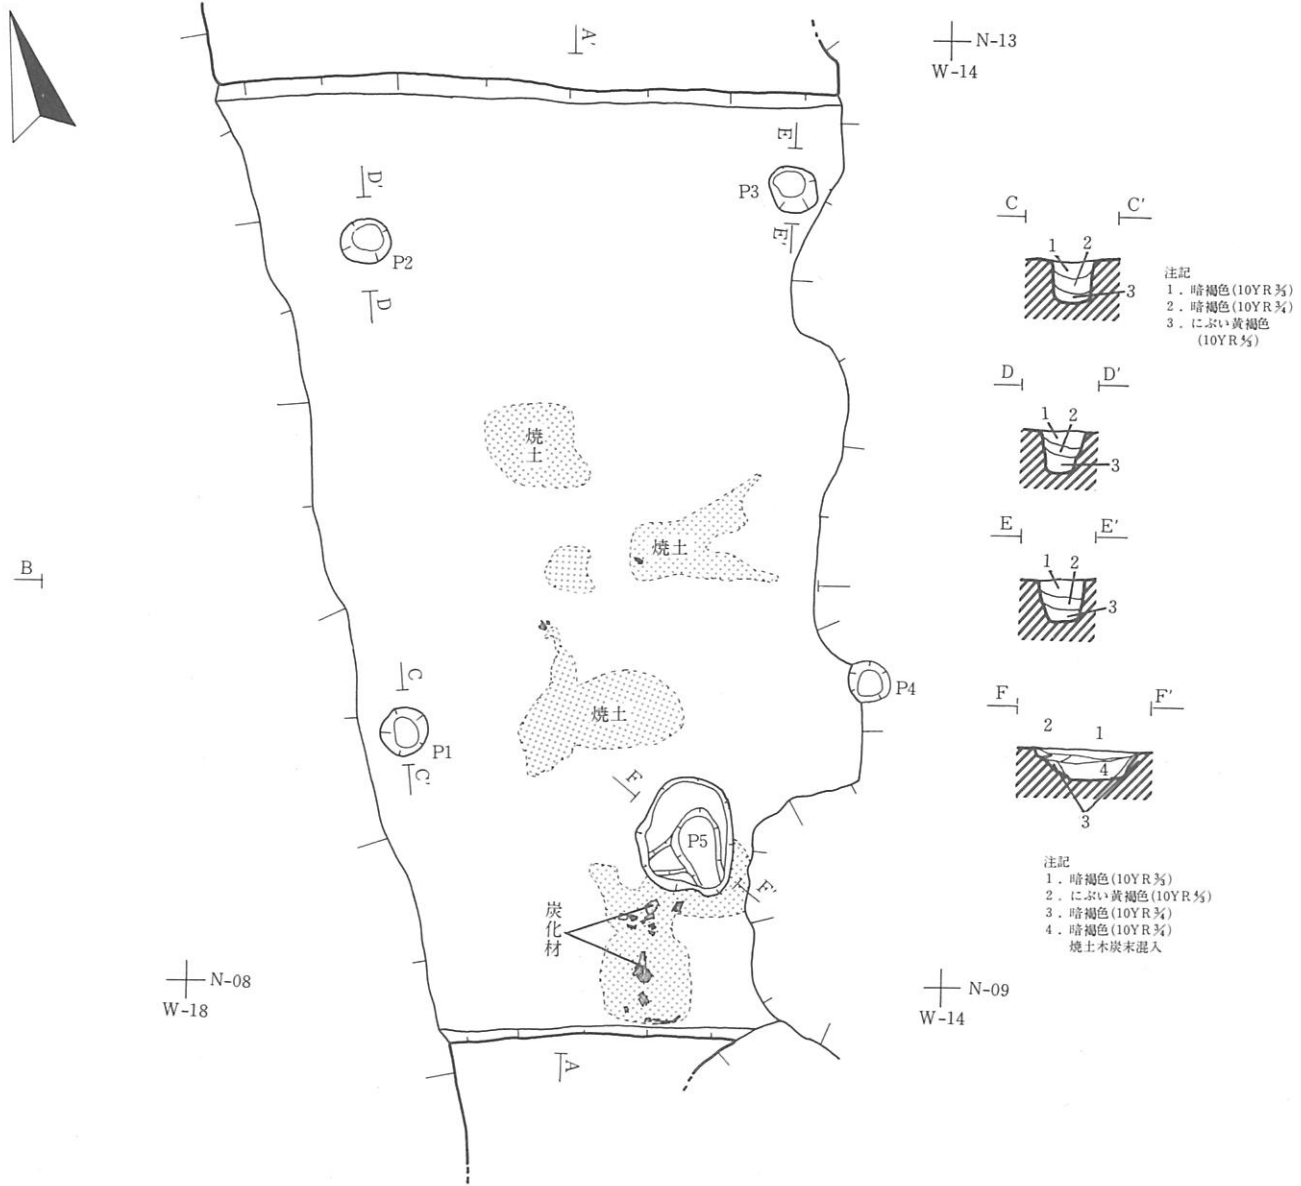 A'
N-13
W-14
E
P3
E'
D'
P2
D
焼土
焼土
B
C
P1
C'
焼土
P4
F
P5
F'
炭化材
N-08
W-18
N-09
W-14
A
C C'
1 2
3
注記
1．暗褐色(10YR3/3)
2．暗褐色(10YR3/4)
3．にぶい黄褐色
D D'
1 2
3
E E'
1 2
3
F F'
2 1
4
3
注記
1．暗褐色(10YR3/3)
2．にぶい黄褐色
3．暗褐色(10YR3/4)
4．暗褐色(10YR3/4)
焼土木炭末混入